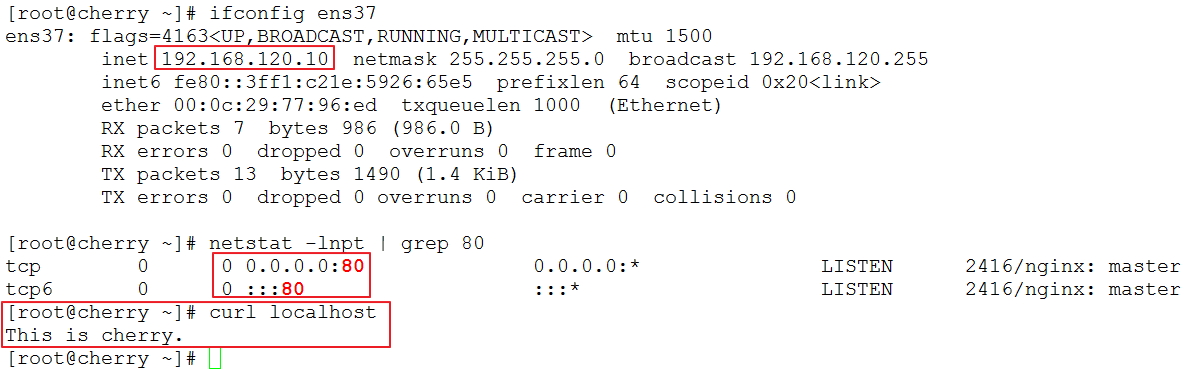 [root@cherry ~]# ifconfig ens37
ens37: flags=4163<UP,BROADCAST,RUNNING,MULTICAST>  mtu 1500
        inet 192.168.120.10  netmask 255.255.255.0  broadcast 192.168.120.255
        inet6 fe80::3ff1:c21e:5926:65e5  prefixlen 64  scopeid 0x20<link>
        ether 00:0c:29:77:96:ed  txqueuelen 1000  (Ethernet)
        RX packets 7  bytes 986 (986.0 B)
        RX errors 0  dropped 0  overruns 0  frame 0
        TX packets 13  bytes 1490 (1.4 KiB)
        TX errors 0  dropped 0 overruns 0  carrier 0  collisions 0
[root@cherry ~]# netstat -lnpt | grep 80
tcp        0      0 0.0.0.0:80              0.0.0.0:*               LISTEN      2416/nginx: master
tcp6       0      0 :::80                   :::*                    LISTEN      2416/nginx: master
[root@cherry ~]# curl localhost
This is cherry.
[root@cherry ~]#